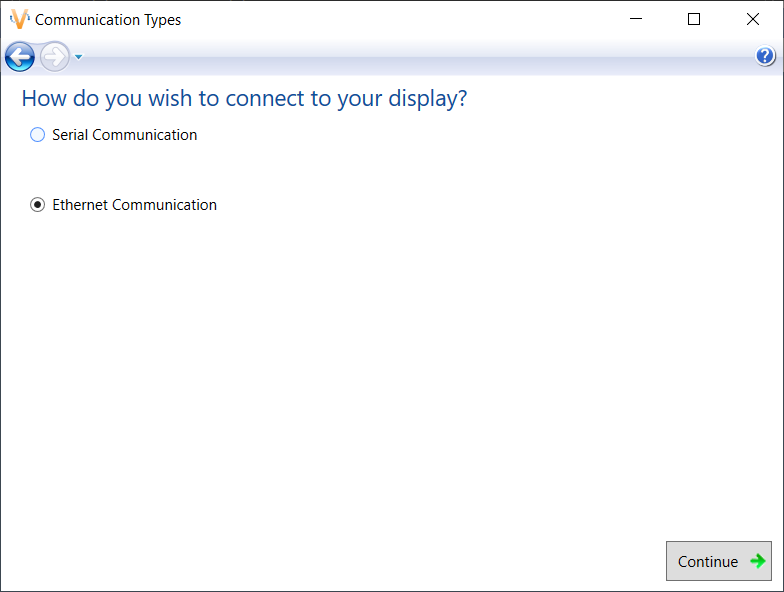 Communication Types
?
How do you wish to connect to your display?
Serial Communication
Ethernet Communication
Continue